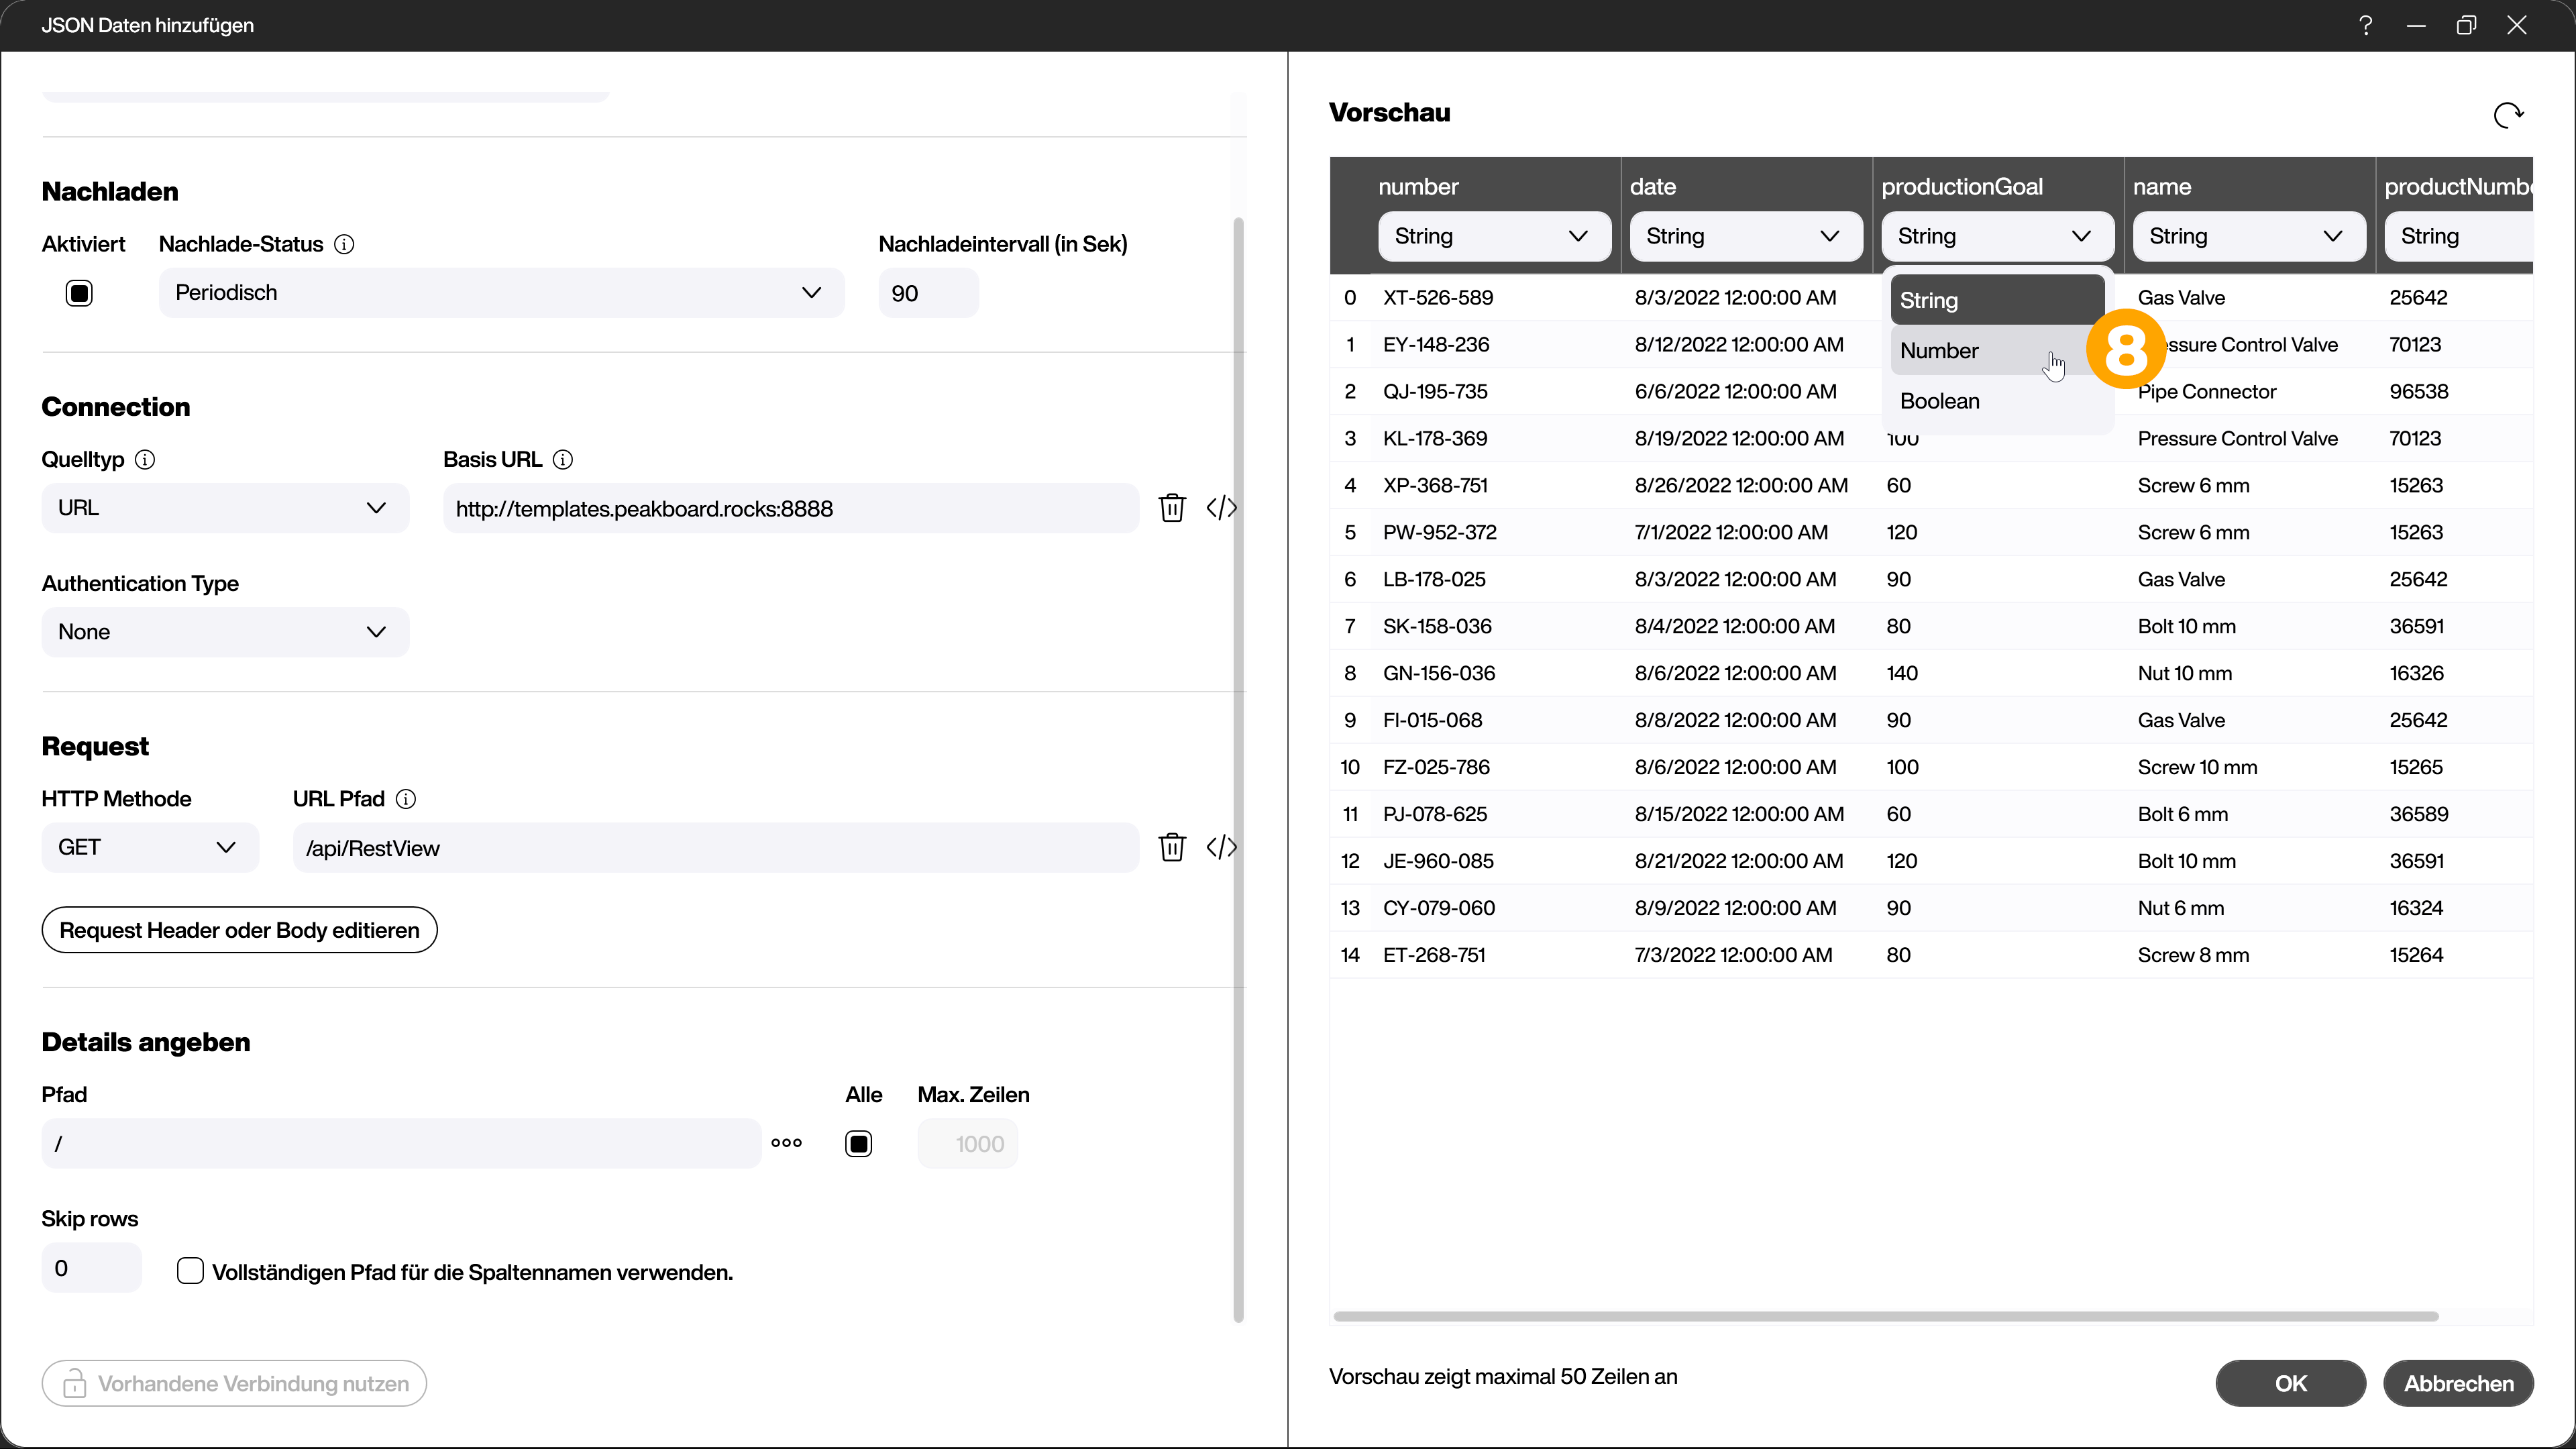 JSON Daten hinzufügen
Nachladen
Aktiviert Nachlade-Status Nachladeintervall (in Sek)
Periodisch 90
Connection
Quelltyp Basis URL
URL http://templates.peakboard.rocks:8888
Authentication Type
None
Request
HTTP Methode URL Pfad
GET /api/RestView
Request Header oder Body editieren
Details angeben
Pfad Alle Max. Zeilen
/ 1000
Skip rows
0 Vollständigen Pfad für die Spaltennamen verwenden.
Vorhandene Verbindung nutzen
Vorschau
number date productionGoal name
String String String String String
String
Number
Boolean
8
0 XT-526-589 8/3/2022 12:00:00 AM Gas Valve 25642
1 EY-148-236 8/12/2022 12:00:00 AM Control Valve 70123
2 QJ-195-735 6/6/2022 12:00:00 AM Pipe Connector 96538
3 KL-178-369 8/19/2022 12:00:00 AM 100 Pressure Control Valve 70123
4 XP-368-751 8/26/2022 12:00:00 AM 60 Screw 6 mm 15263
5 PW-952-372 7/1/2022 12:00:00 AM 120 Screw 6 mm 15263
6 LB-178-025 8/3/2022 12:00:00 AM 90 Gas Valve 25642
7 SK-158-036 8/4/2022 12:00:00 AM 80 Bolt 10 mm 36591
8 GN-156-036 8/6/2022 12:00:00 AM 140 Nut 10 mm 16326
9 FI-015-068 8/8/2022 12:00:00 AM 90 Gas Valve 25642
10 FZ-025-786 8/6/2022 12:00:00 AM 100 Screw 10 mm 15265
11 PJ-078-625 8/15/2022 12:00:00 AM 60 Bolt 6 mm 36589
12 JE-960-085 8/21/2022 12:00:00 AM 120 Bolt 10 mm 36591
13 CY-079-060 8/9/2022 12:00:00 AM 90 Nut 6 mm 16324
14 ET-268-751 7/3/2022 12:00:00 AM 80 Screw 8 mm 15264
Vorschau zeigt maximal 50 Zeilen an
OK Abbrechen